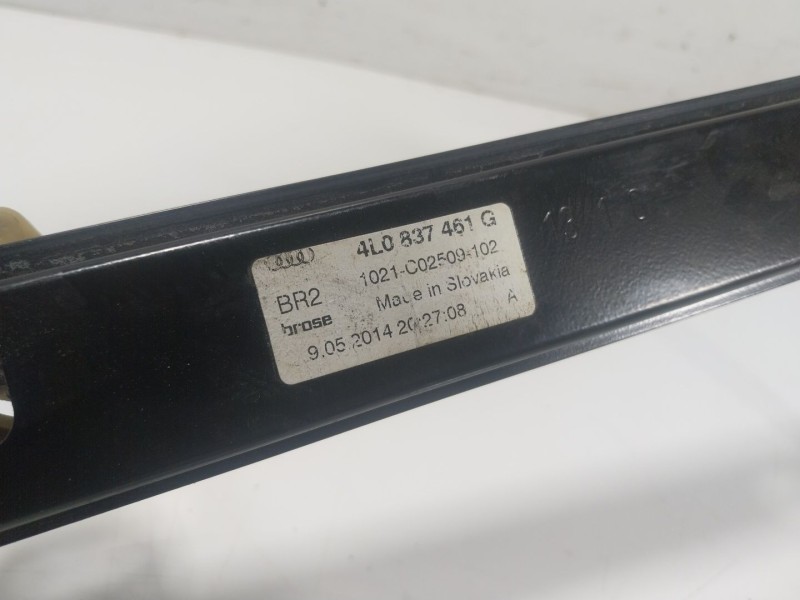 4L0 837 461 G
1021-C02509-102
BR2
Made in Slovakia
brose
9.05.2014 20:27:08 A